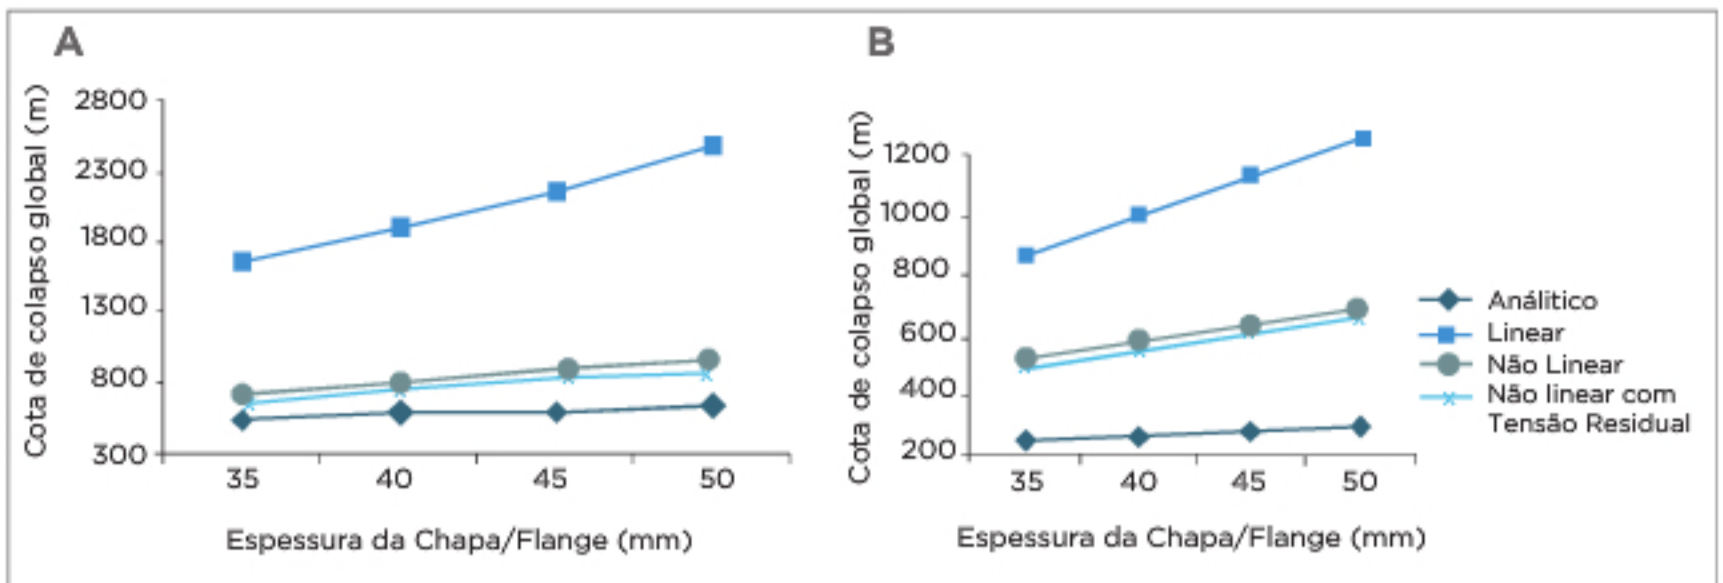 A
Cota de colapso global (m)
2800
2300
1800
1300
800
300
35 40 45 50
Espessura da Chapa/Flange (mm)
B
Cota de colapso global (m)
1200
1000
800
600
400
200
35 40 45 50
Espessura da Chapa/Flange (mm)
Análitico
Linear
Não Linear
Não linear com
Tensão Residual